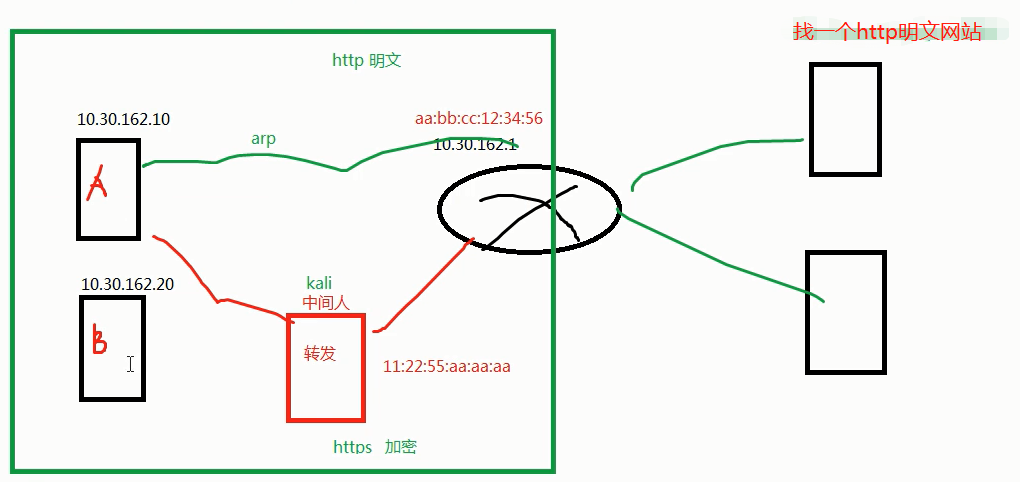 找一个http明文网站
http 明文
10.30.162.10
aa:bb:cc:12:34:56
arp
10.30.162.1
A
10.30.162.20
kali
中间人
B
转发
11:22:55:aa:aa:aa
https 加密